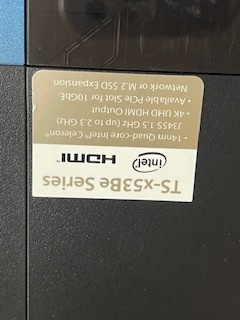 TS-x53Be Series
intel HDMI
• 14nm Quad-core Intel® Celeron®
J3455 1.5 GHz (up to 2.3 GHz)
• 4K UHD HDMI Output
• Available PCIe Slot for 10GbE
Network or M.2 SSD Expansion